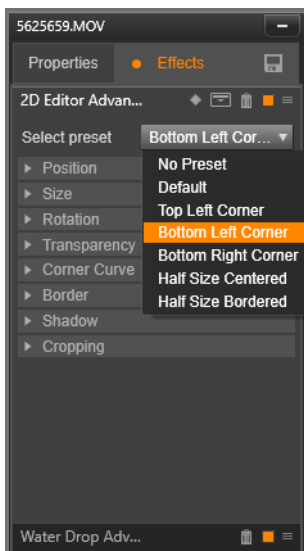 5625659.MOV
Properties
Effects
2D Editor Advan...
Select preset
Bottom Left Cor...
No Preset
Default
Top Left Corner
Bottom Left Corner
Bottom Right Corner
Half Size Centered
Half Size Bordered
Position
Size
Rotation
Transparency
Corner Curve
Border
Shadow
Cropping
Water Drop Adv...